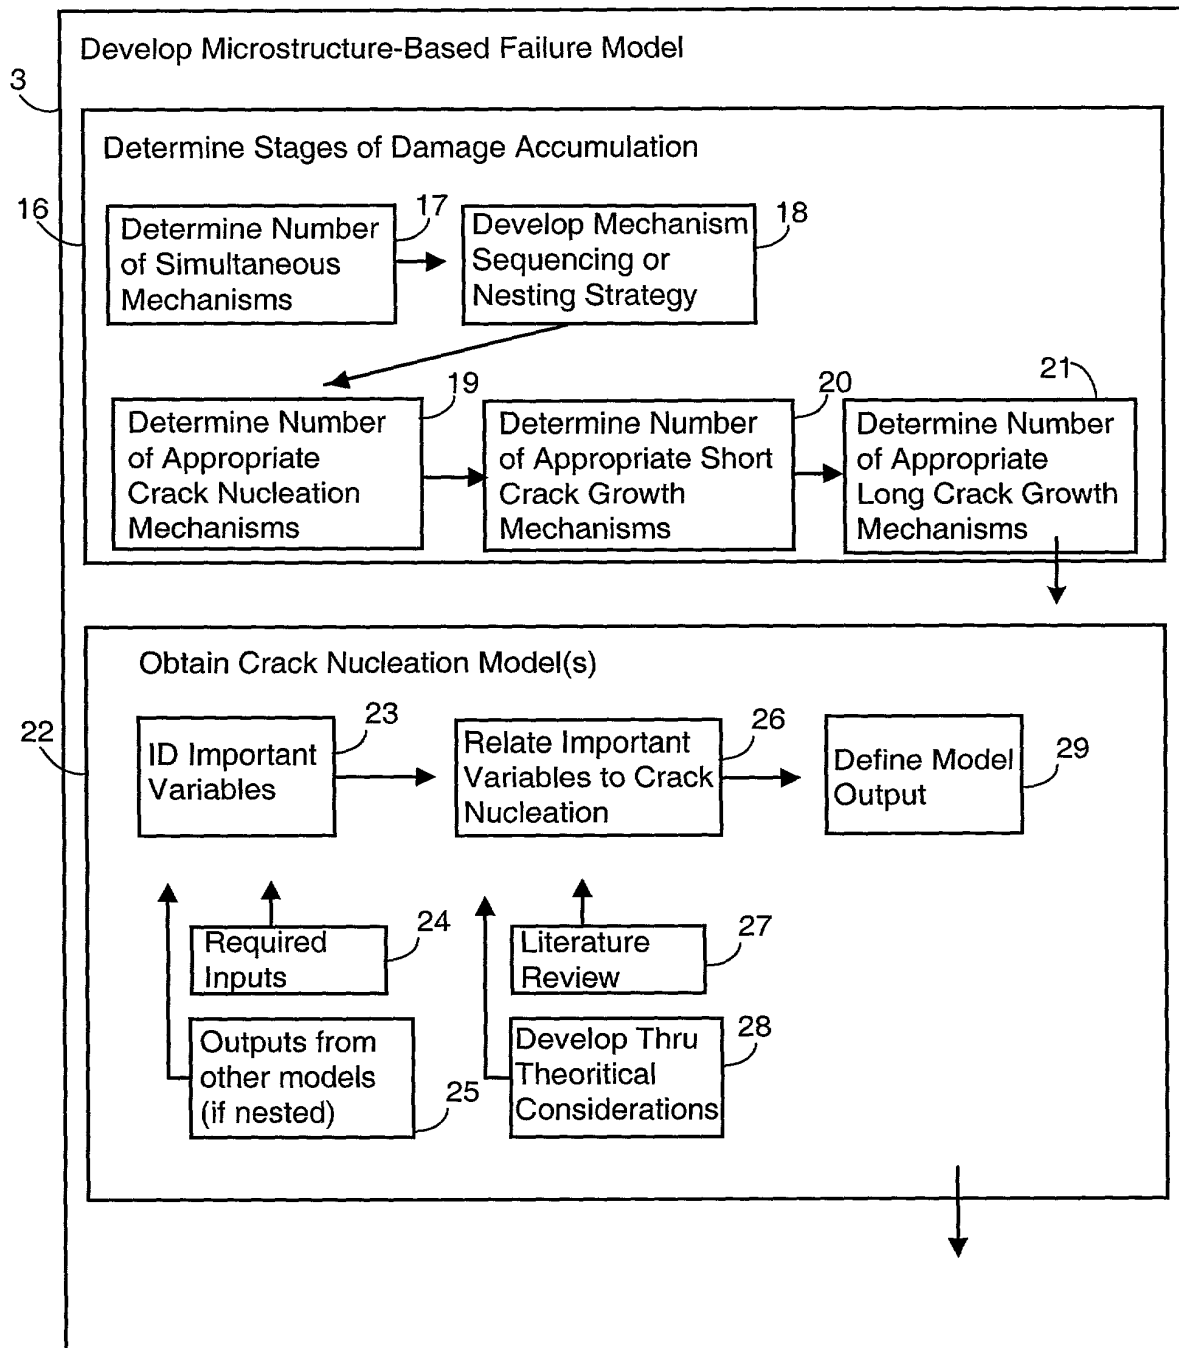 Develop Microstructure-Based Failure Model
3
Determine Stages of Damage Accumulation
16
17
Determine Number
of Simultaneous
Mechanisms
18
Develop Mechanism
Sequencing or
Nesting Strategy
19
Determine Number
of Appropriate
Crack Nucleation
Mechanisms
20
Determine Number
of Appropriate Short
Crack Growth
Mechanisms
21
Determine Number
of Appropriate
Long Crack Growth
Mechanisms
Obtain Crack Nucleation Model(s)
22
23
ID Important
Variables
26
Relate Important
Variables to Crack
Nucleation
29
Define Model
Output
24
Required
Inputs
27
Literature
Review
25
Outputs from
other models
(if nested)
28
Develop Thru
Theoritical
Considerations